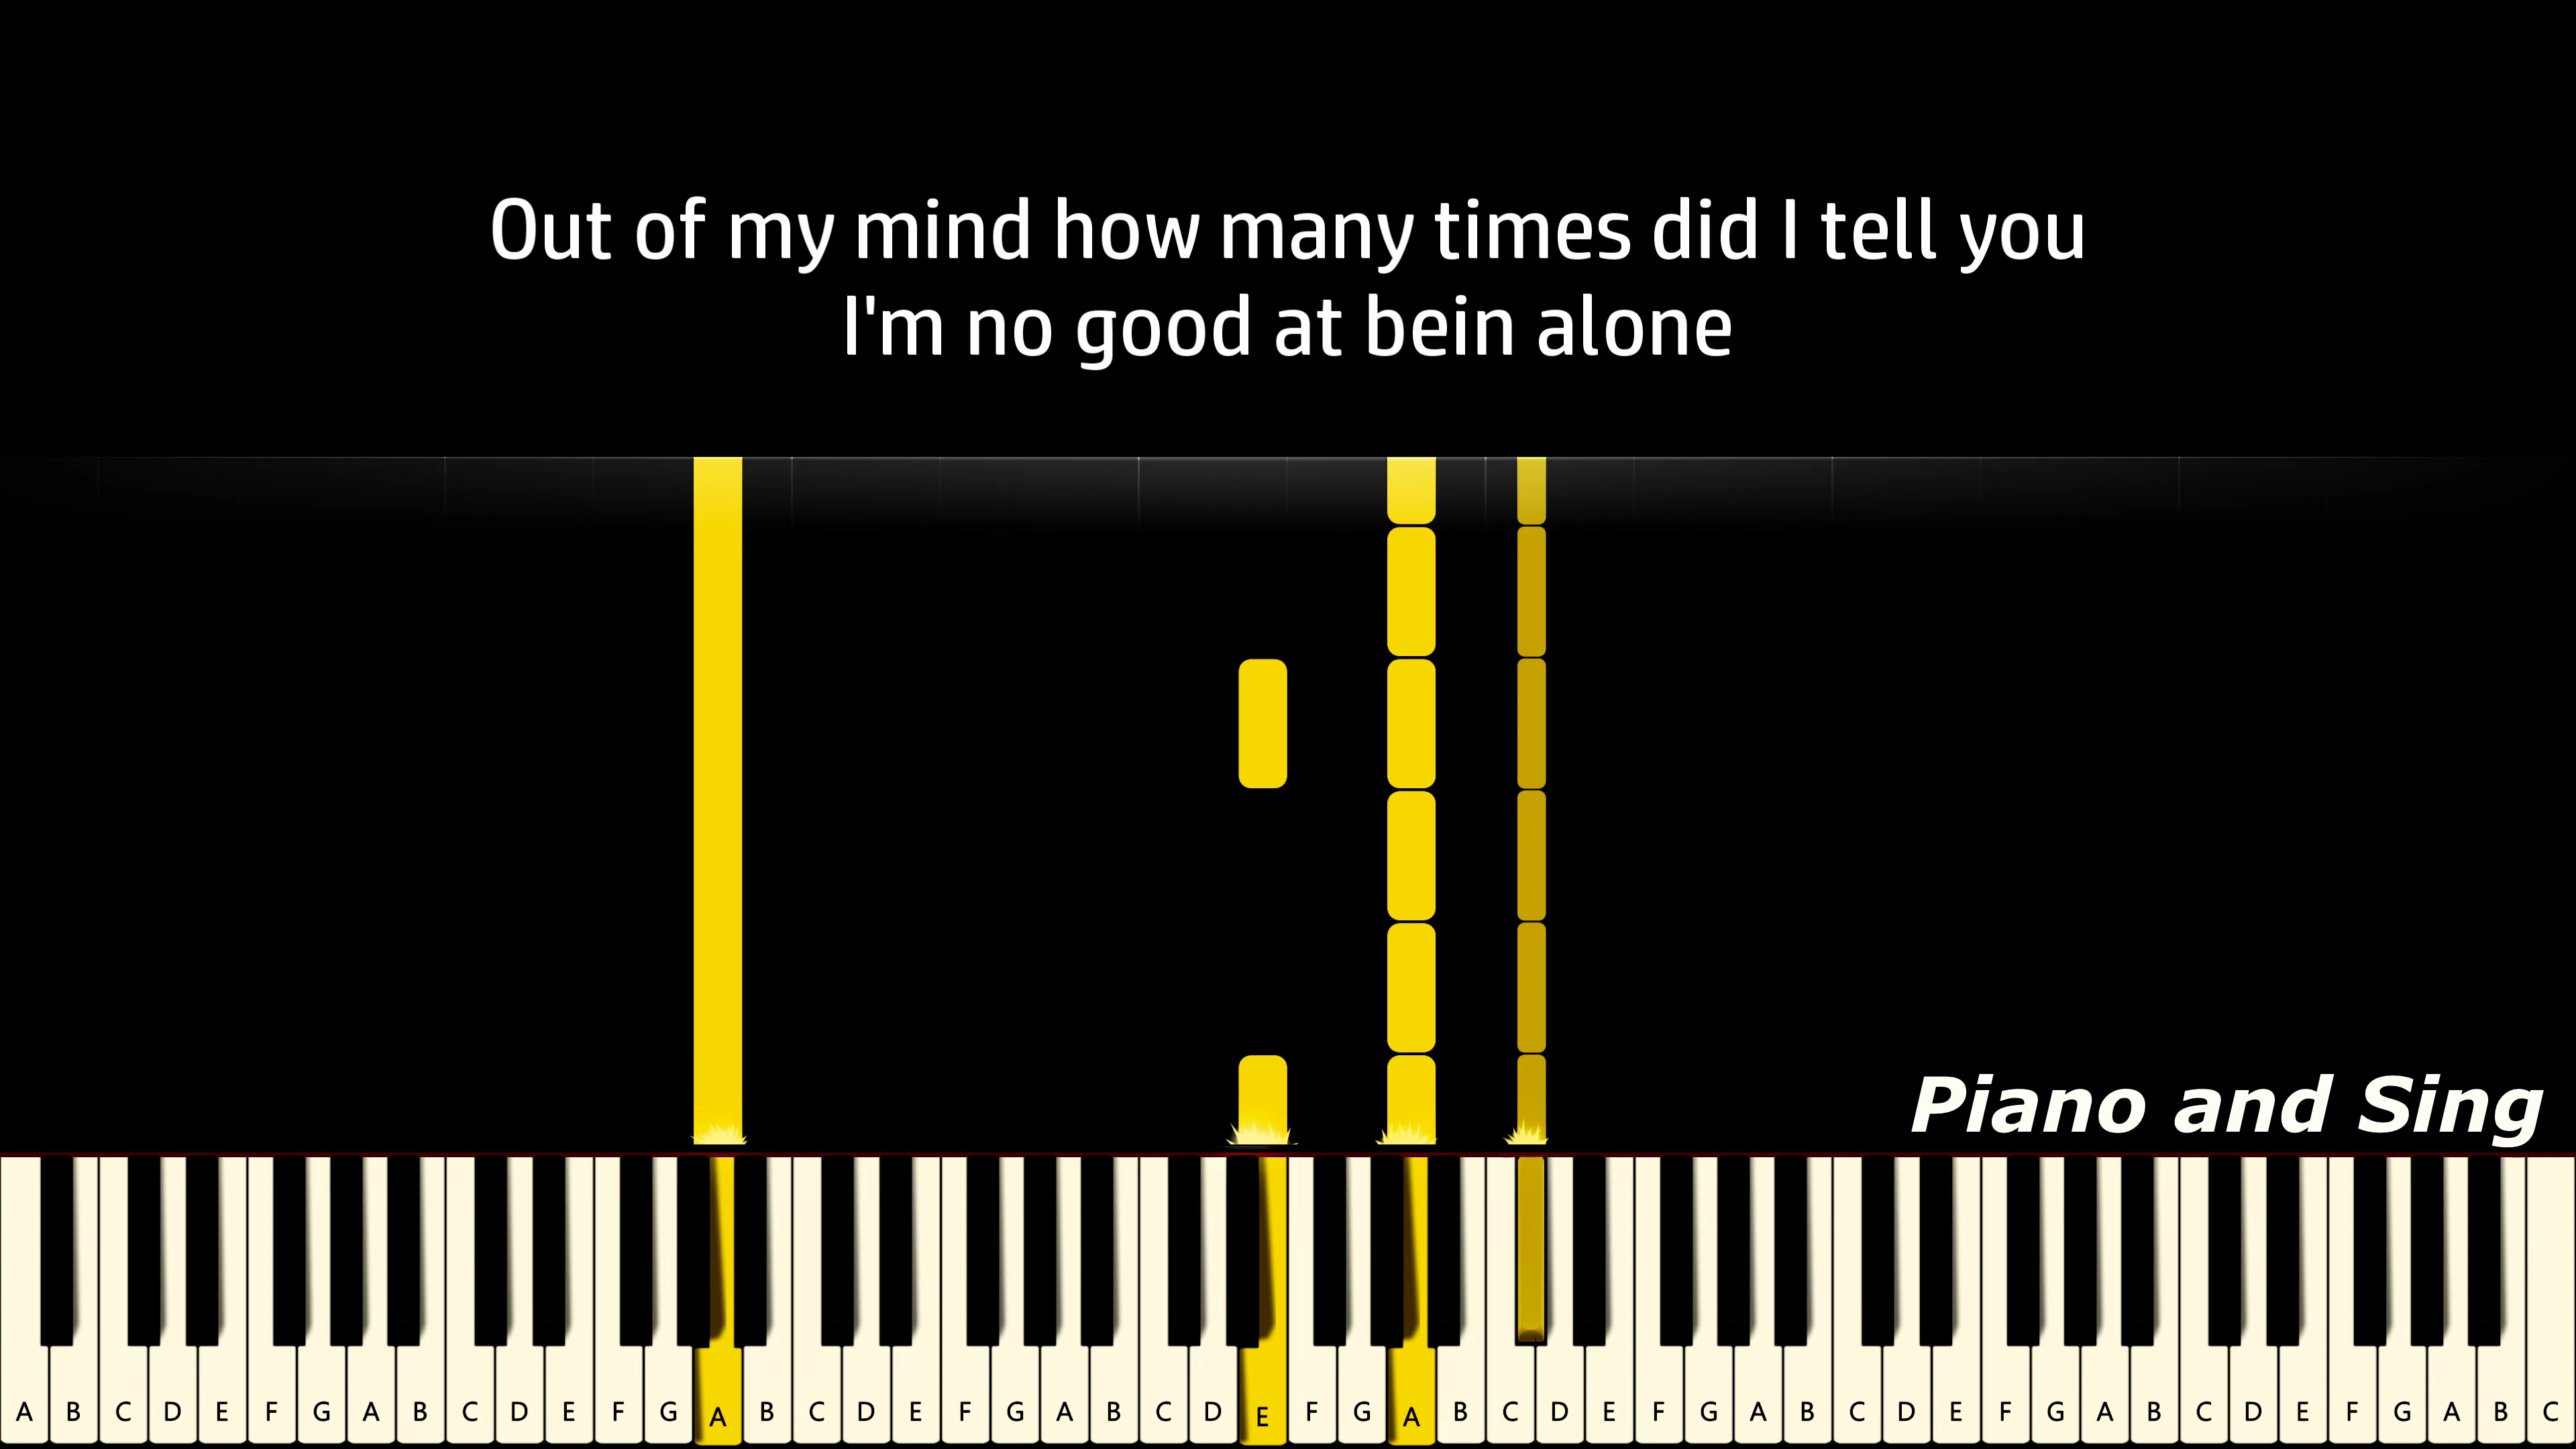 Out of my mind how many times did I tell you
I'm no good at bein alone
Piano and Sing
A B C D E F G A B C D E F G A B C D E F G A B C D E F G A B C D E F G A B C D E F G A B C D E F G A B C